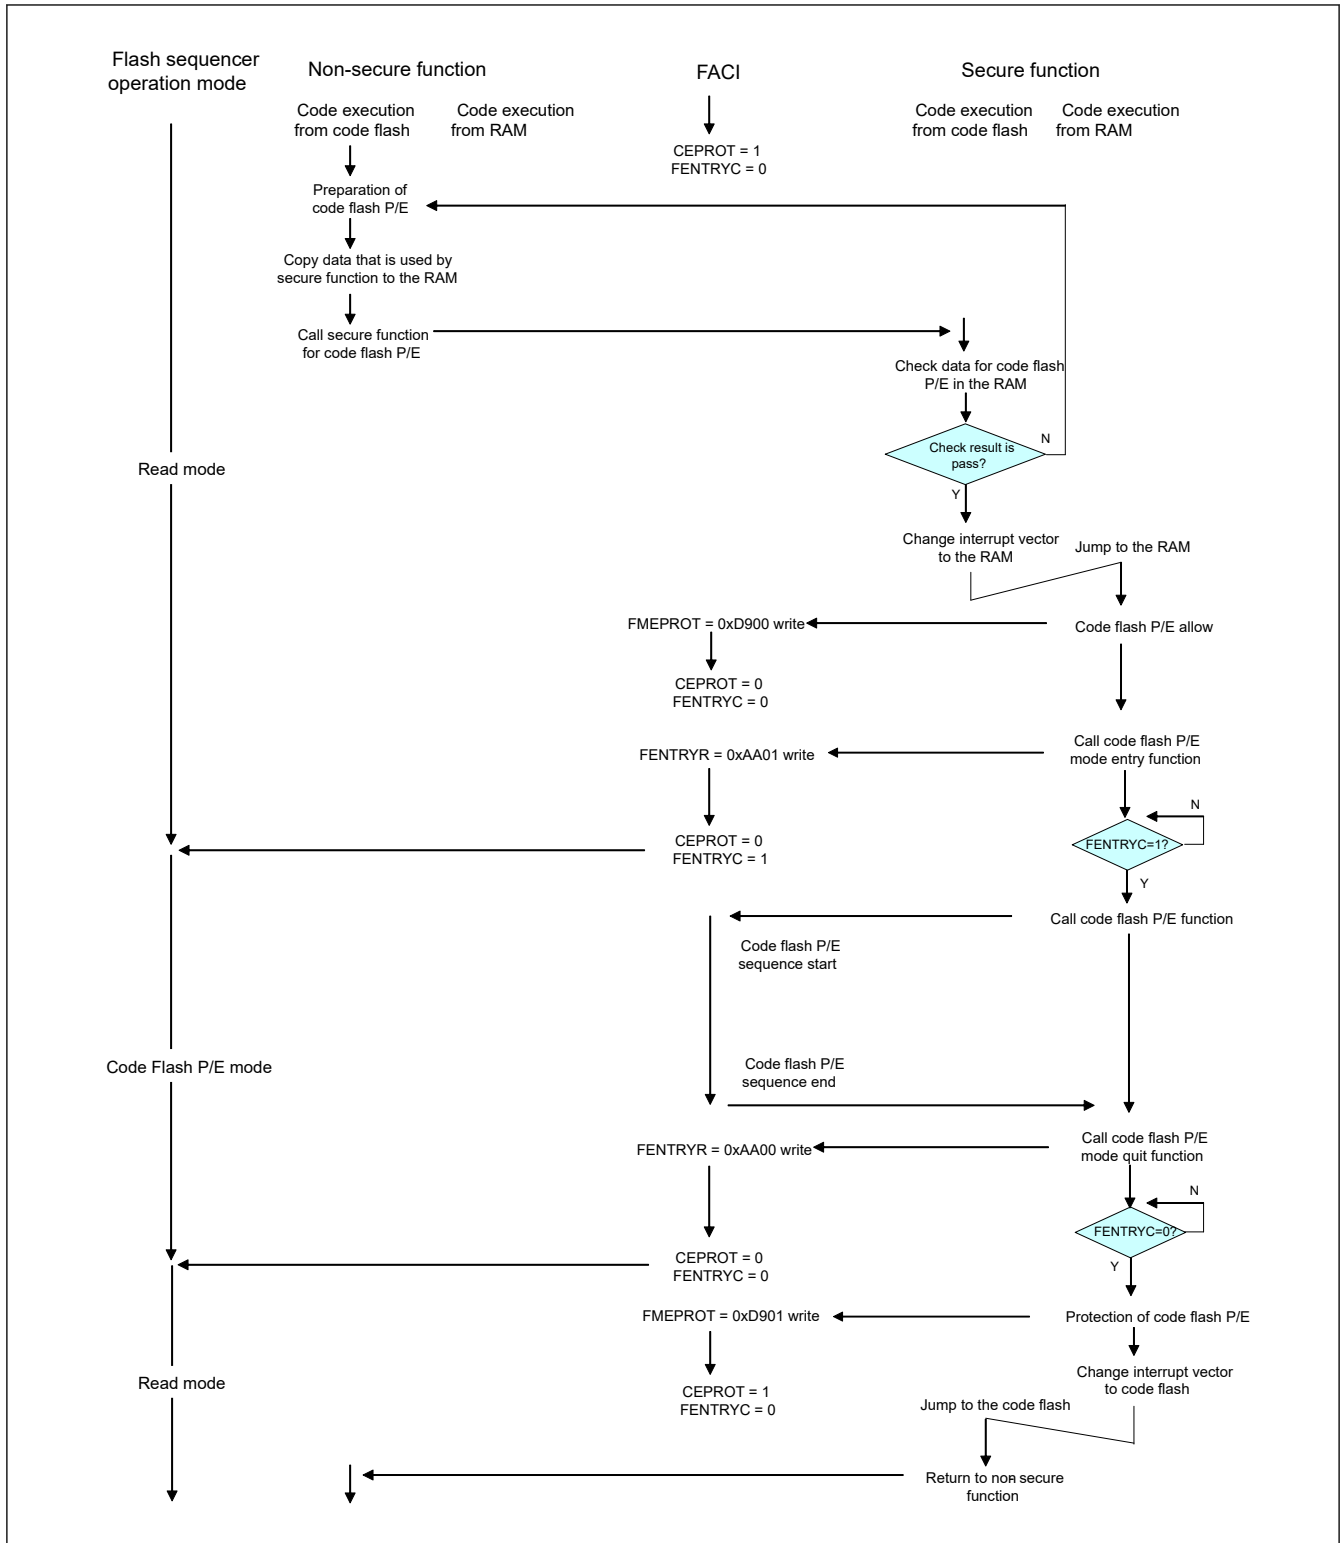 Flash sequencer
operation mode
Non-secure function
FACI
Secure function
Code execution
from code flash
Code execution
from RAM
Code execution
from code flash
Code execution
from RAM
CEPROT = 1
FENTRYC = 0
Preparation of
code flash P/E
Copy data that is used by
secure function to the RAM
Call secure function
for code flash P/E
Check data for code flash
P/E in the RAM
Check result is
pass?
N
Y
Read mode
Change interrupt vector
to the RAM
Jump to the RAM
FMEPROT = 0xD900 write
Code flash P/E allow
CEPROT = 0
FENTRYC = 0
FENTRYR = 0xAA01 write
Call code flash P/E
mode entry function
N
CEPROT = 0
FENTRYC = 1
FENTRYC=1?
Y
Call code flash P/E function
Code flash P/E
sequence start
Code Flash P/E mode
Code flash P/E
sequence end
FENTRYR = 0xAA00 write
Call code flash P/E
mode quit function
N
FENTRYC=0?
Y
CEPROT = 0
FENTRYC = 0
FMEPROT = 0xD901 write
Protection of code flash P/E
Read mode
CEPROT = 1
FENTRYC = 0
Change interrupt vector
to code flash
Jump to the code flash
Return to non-secure
function